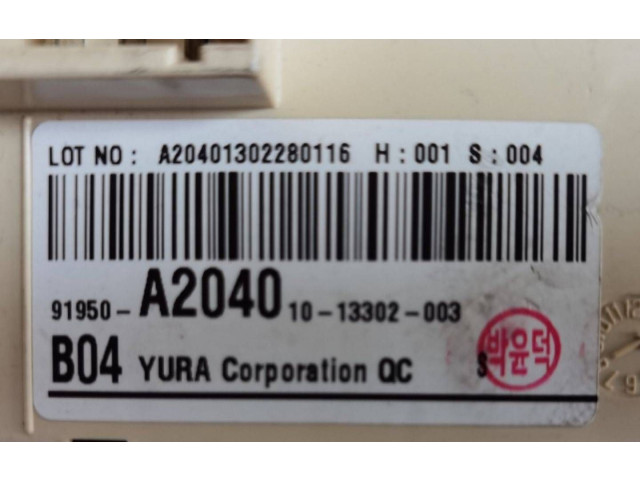 LOT NO : A20401302280116 H : 001 S : 004
91950- A2040 10-13302-003
B04 YURA Corporation QC
박윤덕